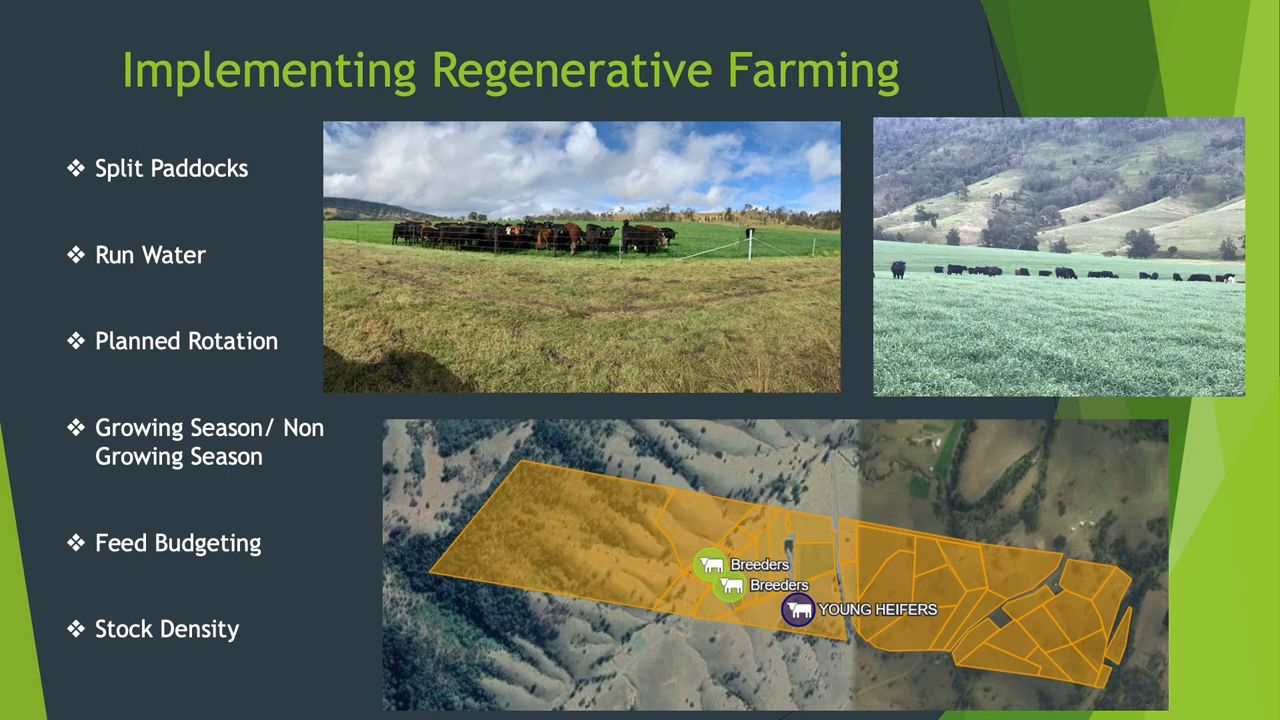 Implementing Regenerative Farming
❖ Split Paddocks
❖ Run Water
❖ Planned Rotation
❖ Growing Season/ Non
Growing Season
❖ Feed Budgeting
❖ Stock Density
Breeders
Breeders
YOUNG HEIFERS